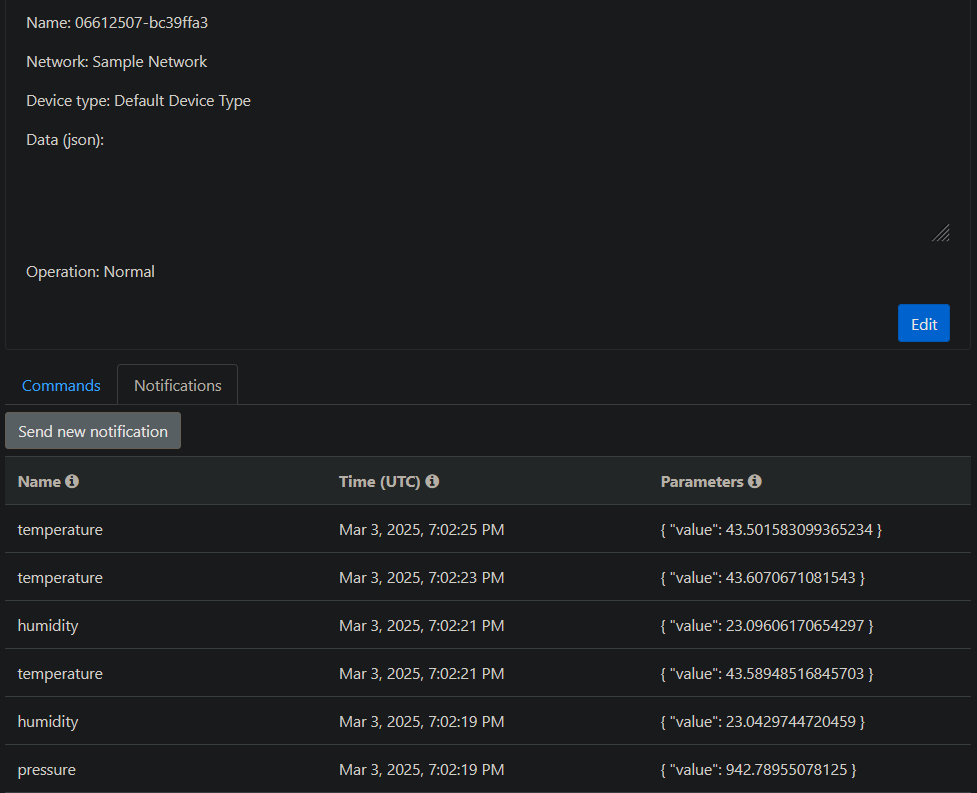 Name: 06612507-bc39ffa3
Network: Sample Network
Device type: Default Device Type
Data (json):
Operation: Normal
Edit
Commands Notifications
Send new notification
Name Time (UTC) Parameters
temperature Mar 3, 2025, 7:02:25 PM { "value": 43.501583099365234 }
temperature Mar 3, 2025, 7:02:23 PM { "value": 43.6070671081543 }
humidity Mar 3, 2025, 7:02:21 PM { "value": 23.09606170654297 }
temperature Mar 3, 2025, 7:02:21 PM { "value": 43.58948516845703 }
humidity Mar 3, 2025, 7:02:19 PM { "value": 23.0429744720459 }
pressure Mar 3, 2025, 7:02:19 PM { "value": 942.78955078125 }